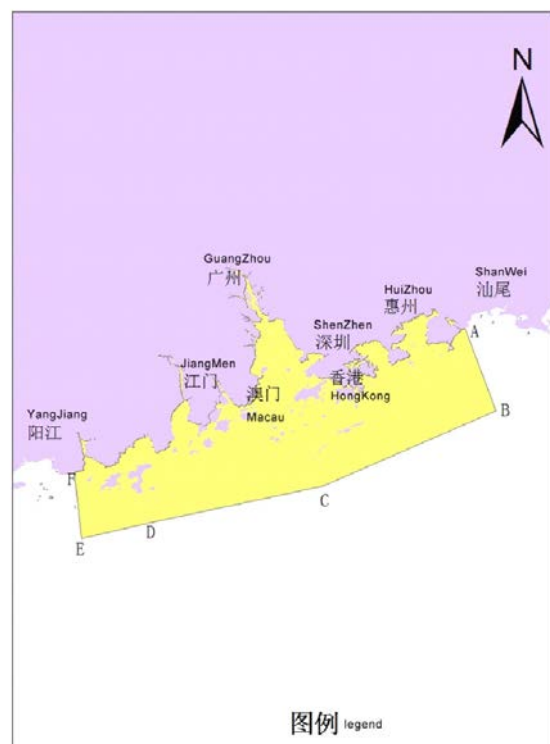 N
GuangZhou
广州
ShanWei
汕尾
HuiZhou
惠州
A
ShenZhen
深圳
JiangMen
江门
香港
HongKong
澳门
Macau
B
YangJiang
阳江
F
C
D
E
图例 legend